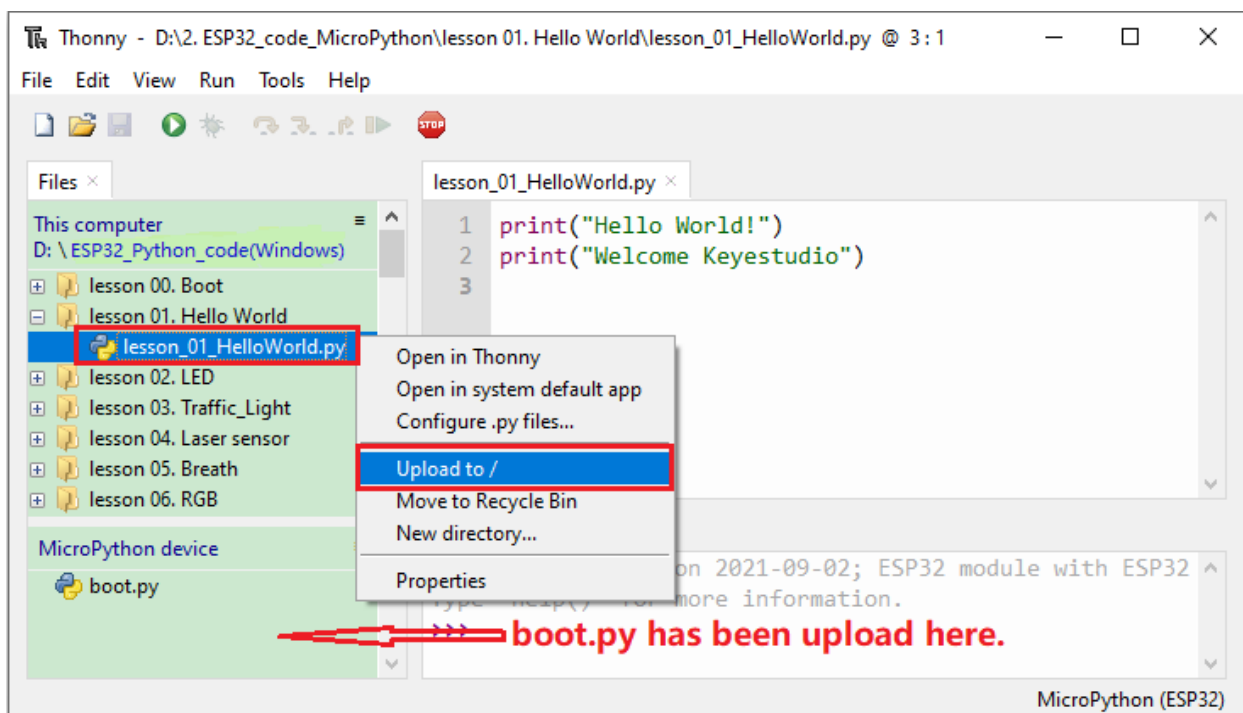 Thonny - D:\2. ESP32_code_MicroPython\lesson 01. Hello World\lesson_01_HelloWorld.py @ 3 : 1
File Edit View Run Tools Help
STOP
Files
lesson_01_HelloWorld.py
This computer
D: \ ESP32_Python_code(Windows)
lesson 00. Boot
lesson 01. Hello World
lesson_01_HelloWorld.py
lesson 02. LED
lesson 03. Traffic_Light
lesson 04. Laser sensor
lesson 05. Breath
lesson 06. RGB
MicroPython device
boot.py
1 print("Hello World!")
2 print("Welcome Keyestudio")
3
Open in Thonny
Open in system default app
Configure .py files...
Upload to /
Move to Recycle Bin
New directory...
Properties
on 2021-09-02; ESP32 module with ESP32
Type "help()" for more information.
>>>
boot.py has been upload here.
MicroPython (ESP32)